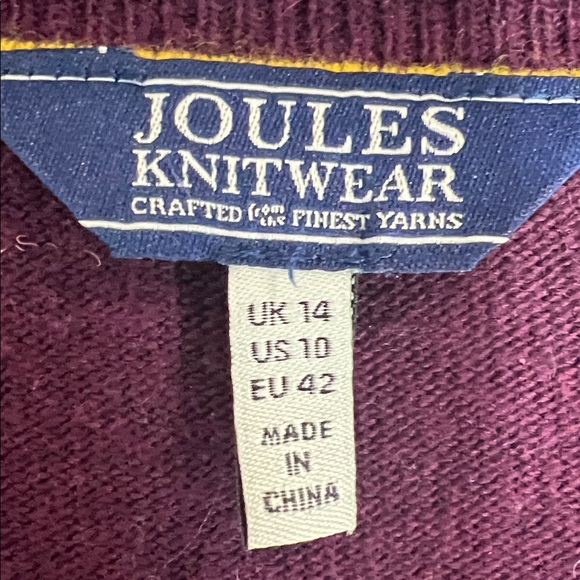 JOULES
KNITWEAR
CRAFTED from the FINEST YARNS
UK 14
US 10
EU 42
MADE
IN
CHINA